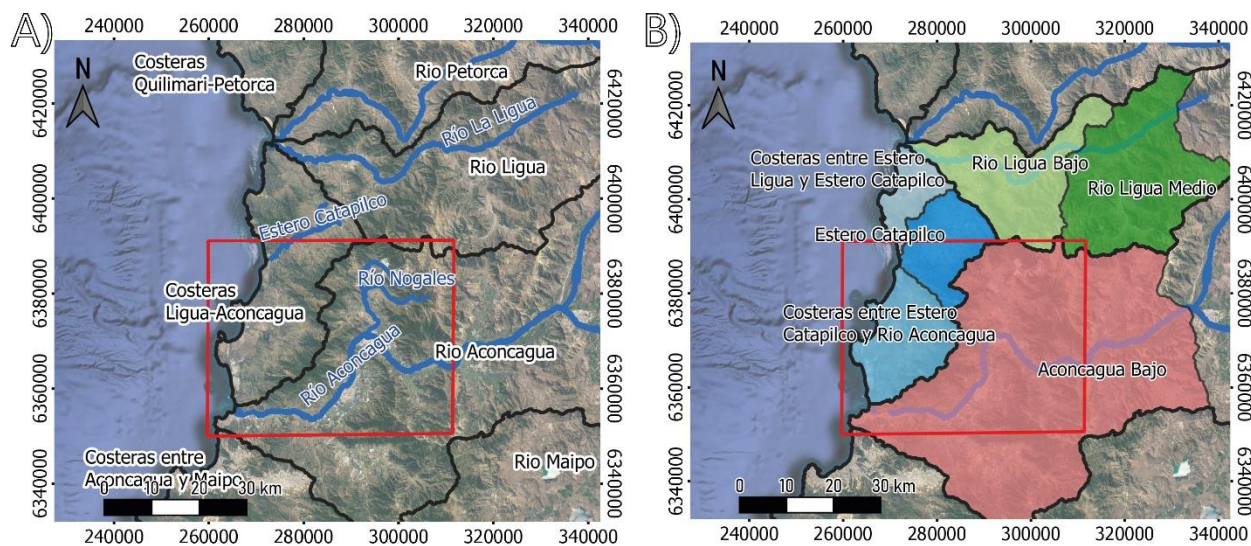 A)
240000 260000 280000 300000 320000 340000
N
Costeras
Quilimari-Petorca
Rio Petorca
Río La Ligua
Rio Ligua
Estero Catapilco
Río Nogales
Costeras
Ligua-Aconcagua
Río Aconcagua
Rio Aconcagua
Costeras entre
Aconcagua y Maipo
Rio Maipo
0 10 20 30 km
6420000
6400000
6380000
6360000
6340000
6420000
6400000
6380000
6360000
6340000
240000 260000 280000 300000 320000 340000
B)
240000 260000 280000 300000 320000 340000
N
Costeras entre Estero
Ligua y Estero Catapilco
Rio Ligua Bajo
Rio Ligua Medio
Estero Catapilco
Costeras entre Estero
Catapilco y Rio Aconcagua
Aconcagua Bajo
0 10 20 30 km
6420000
6400000
6380000
6360000
6340000
6420000
6400000
6380000
6360000
6340000
240000 260000 280000 300000 320000 340000